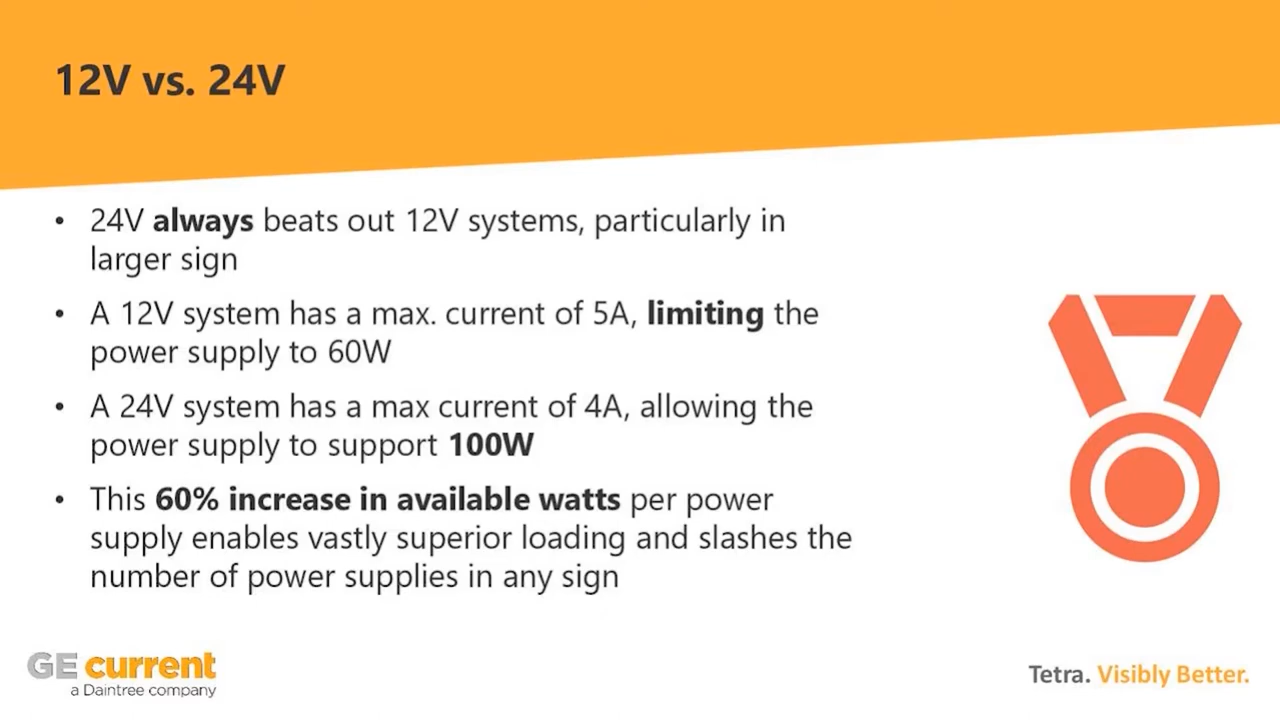 12V vs. 24V
• 24V always beats out 12V systems, particularly in
larger sign
• A 12V system has a max. current of 5A, limiting the
power supply to 60W
• A 24V system has a max current of 4A, allowing the
power supply to support 100W
• This 60% increase in available watts per power
supply enables vastly superior loading and slashes the
number of power supplies in any sign
GE current
a Daintree company
Tetra. Visibly Better.